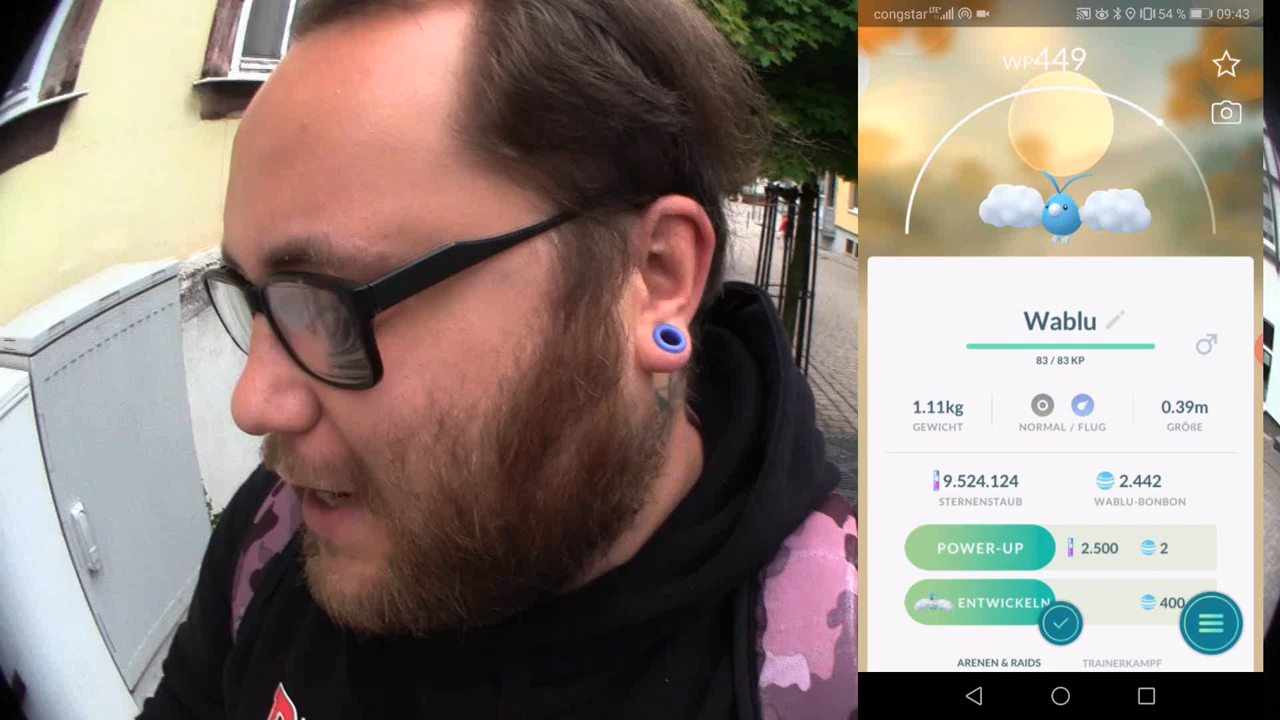 congstar LTE 54 % 09:43
WP449
Wablu
83 / 83 KP
1.11kg
GEWICHT
NORMAL / FLUG
0.39m
GRÖßE
9.524.124
STERNENSTAUB
2.442
WABLU-BONBON
POWER-UP 2.500 2
ENTWICKELN 400
ARENEN & RAIDS TRAINERKAMPF